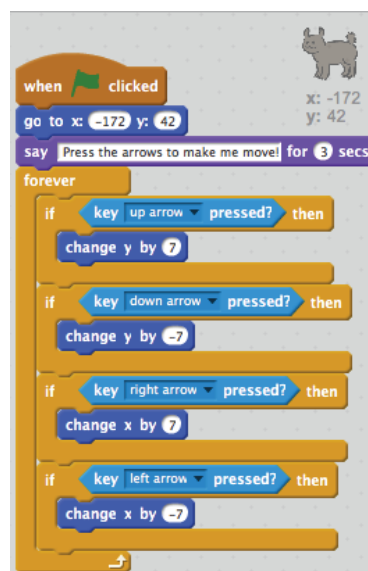 when clicked
x: -172
go to x: -172 y: 42
y: 42
say Press the arrows to make me move! for 3 secs
forever
if key up arrow pressed? then
change y by 7
if key down arrow pressed? then
change y by -7
if key right arrow pressed? then
change x by 7
if key left arrow pressed? then
change x by -7